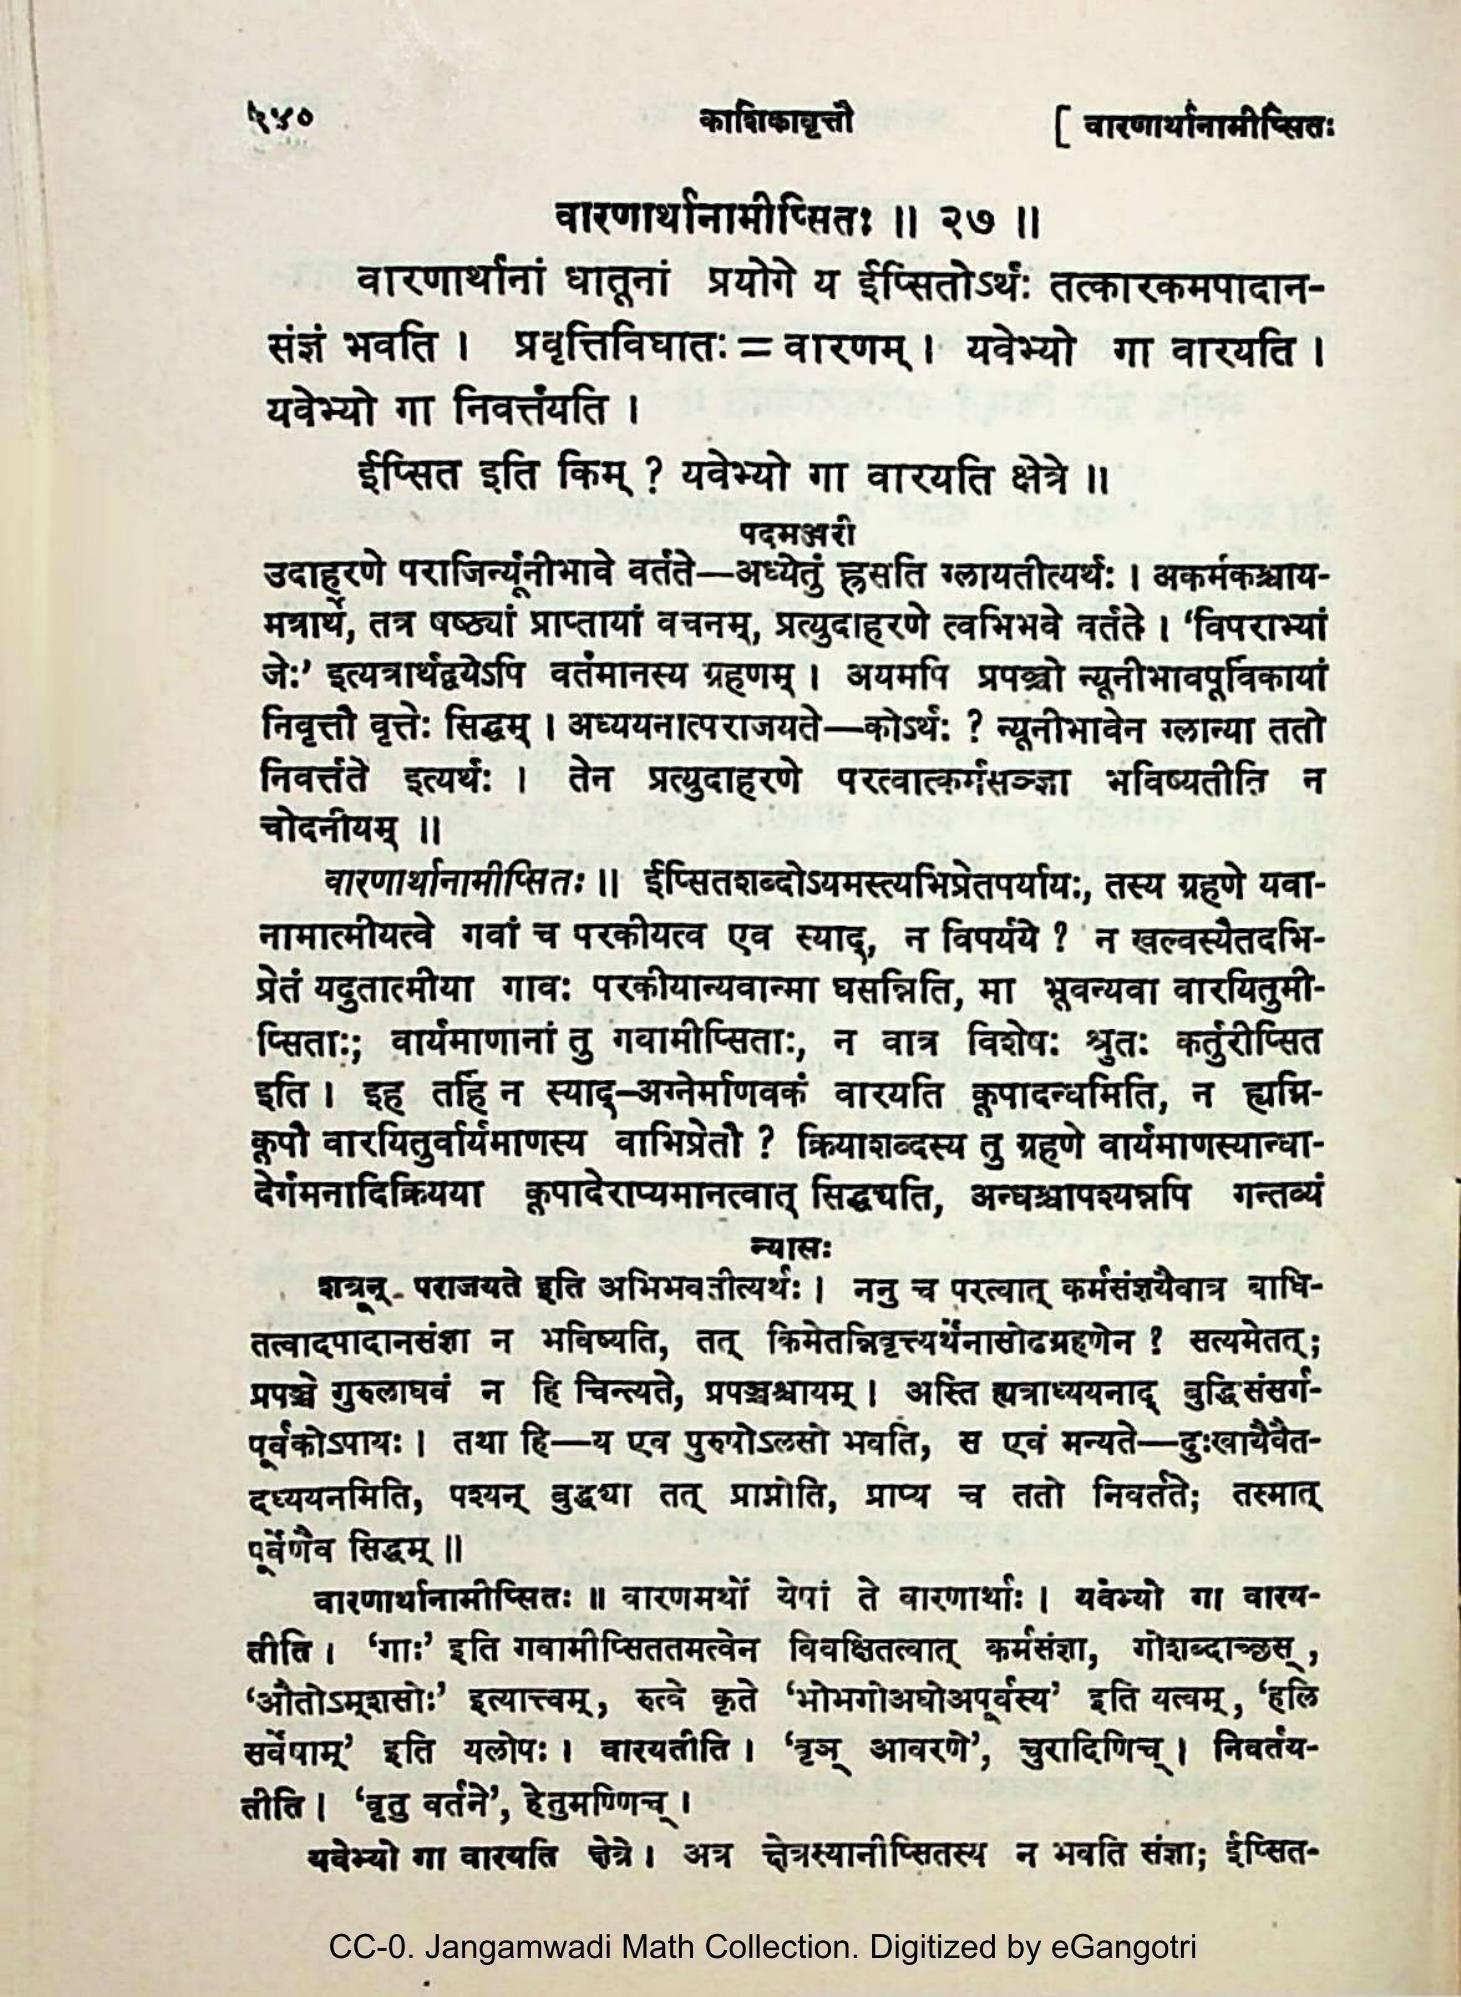 ५४०
काशिकावृत्तौ
[ वारणार्थानामीप्सितः
वारणार्थानामीप्सितः ॥ २७ ॥
वारणार्थानां धातूनां प्रयोगे य ईप्सितोऽर्थः तत्कारकमपादान-
संज्ञं भवति । प्रवृत्तिविघातः = वारणम् । यवेभ्यो गा वारयति ।
यवेभ्यो गा निवर्त्तयति ।
ईप्सित इति किम् ? यवेभ्यो गा वारयति क्षेत्रे ॥
पदमञ्जरी
उदाहरणे पराजिर्न्यूनीभावे वर्तते—अध्येतुं ह्रसति ग्लायतीत्यर्थः । अकर्मकश्चाय-
मत्रार्थे, तत्र षष्ठ्यां प्राप्तायां वचनम्, प्रत्युदाहरणे त्वभिभवे वर्तते । 'विपराभ्यां
जेः' इत्यत्रार्थद्वयेऽपि वर्तमानस्य ग्रहणम् । अयमपि प्रपञ्चो न्यूनीभावपूर्विकायां
निवृत्तौ वृत्तेः सिद्धम् । अध्ययनात्पराजयते—कोऽर्थः ? न्यूनीभावेन ग्लान्या ततो
निवर्त्तते इत्यर्थः । तेन प्रत्युदाहरणे परत्वात्कर्मसञ्ज्ञा भविष्यतीति न
चोदनीयम् ॥
वारणार्थानामीप्सितः ॥ ईप्सितशब्दोऽयमस्त्यभिप्रेतपर्यायः, तस्य ग्रहणे यवा-
नामात्मीयत्वे गवां च परकीयत्व एव स्याद्, न विपर्यये ? न खल्वस्यैतदभि-
प्रेतं यदुतात्मीया गावः परकीयान्यवान्मा घसन्निति, मा भूवन्यवा वारयितुमी-
प्सिताः; वार्यमाणानां तु गवामीप्सिताः, न वात्र विशेषः श्रुतः कर्तुरीप्सित
इति । इह तर्हि न स्याद्–अग्नेर्माणवकं वारयति कूपादन्धमिति, न ह्यग्नि-
कूपौ वारयितुर्वार्यमाणस्य वाभिप्रेतौ ? क्रियाशब्दस्य तु ग्रहणे वार्यमाणस्यान्धा-
देर्गमनादिक्रियया कूपादेराप्यमानत्वात् सिद्ध्यति, अन्धश्चापश्यन्नपि गन्तव्यं
न्यासः
शत्रून् पराजयते इति अभिभवतीत्यर्थः । ननु च परत्वात् कर्मसंज्ञयैवात्र बाधि-
तत्वादपादानसंज्ञा न भविष्यति, तत् किमेतन्निवृत्त्यर्थेनासोढग्रहणेन ? सत्यमेतत्;
प्रपञ्चे गुरुलाघवं न हि चिन्त्यते, प्रपञ्चश्चायम् । अस्ति ह्यत्राध्ययनाद् बुद्धिसंसर्ग-
पूर्वकोऽपायः । तथा हि—य एव पुरुषोऽलसो भवति, स एवं मन्यते—दुःखायैवैत-
दध्ययनमिति, पश्यन् बुद्ध्या तत् प्राप्नोति, प्राप्य च ततो निवर्तते; तस्मात्
पूर्वेणैव सिद्धम् ॥
वारणार्थानामीप्सितः ॥ वारणमर्थो येषां ते वारणार्थाः । यवेभ्यो गा वारय-
तीति । 'गाः' इति गवामीप्सिततमत्वेन विवक्षितत्वात् कर्मसंज्ञा, गोशब्दाच्छस् ,
'औतोऽम्शसोः' इत्यात्त्वम्, रुत्वे कृते 'भोभगोअघोअपूर्वस्य' इति यत्वम्, 'हलि
सर्वेषाम्' इति यलोपः । वारयतीति । 'वृञ् आवरणे', चुरादिणिच् । निवर्तय-
तीति । 'वृतु वर्तने', हेतुमण्णिच् ।
यवेभ्यो गा वारयति क्षेत्रे । अत्र क्षेत्रस्यानीप्सितस्य न भवति संज्ञा; ईप्सित-
CC-0. Jangamwadi Math Collection. Digitized by eGangotri